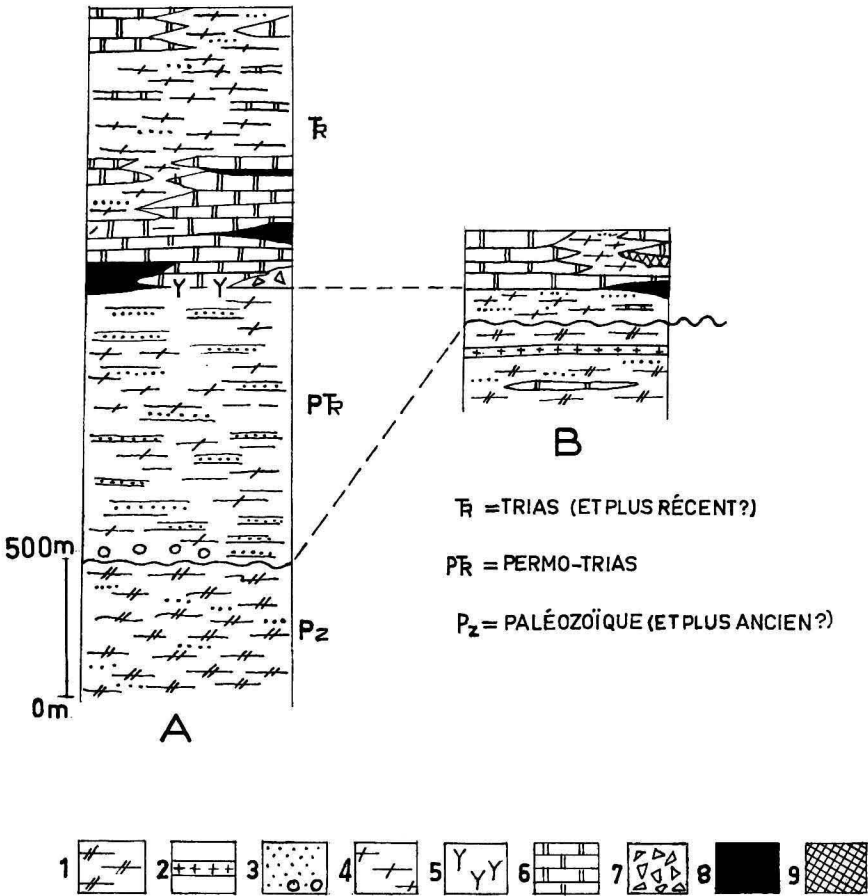 TR
PTR
500m
Pz
0m
A
B
TR = TRIAS (ET PLUS RÉCENT?)
PTR = PERMO-TRIAS
Pz = PALÉOZOÏQUE (ET PLUS ANCIEN?)
1 2 3 4 5 6 7 8 9